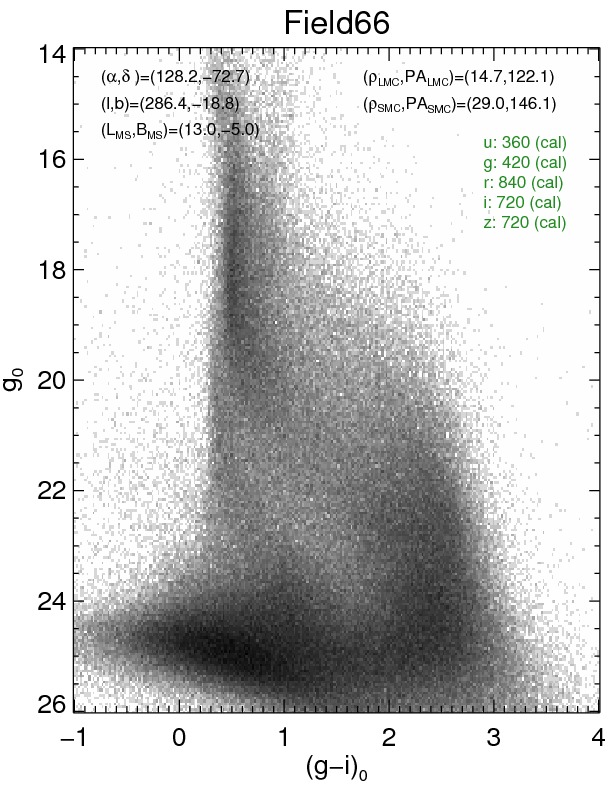 Field66
(α,δ )=(128.2,−72.7)
(ρLMC,PALMC)=(14.7,122.1)
(l,b)=(286.4,−18.8)
(ρSMC,PASMC)=(29.0,146.1)
(LMS,BMS)=(13.0,−5.0)
u: 360 (cal)
g: 420 (cal)
r: 840 (cal)
i: 720 (cal)
z: 720 (cal)
14
16
18
20
22
24
26
g0
−1 0 1 2 3 4
(g−i)0